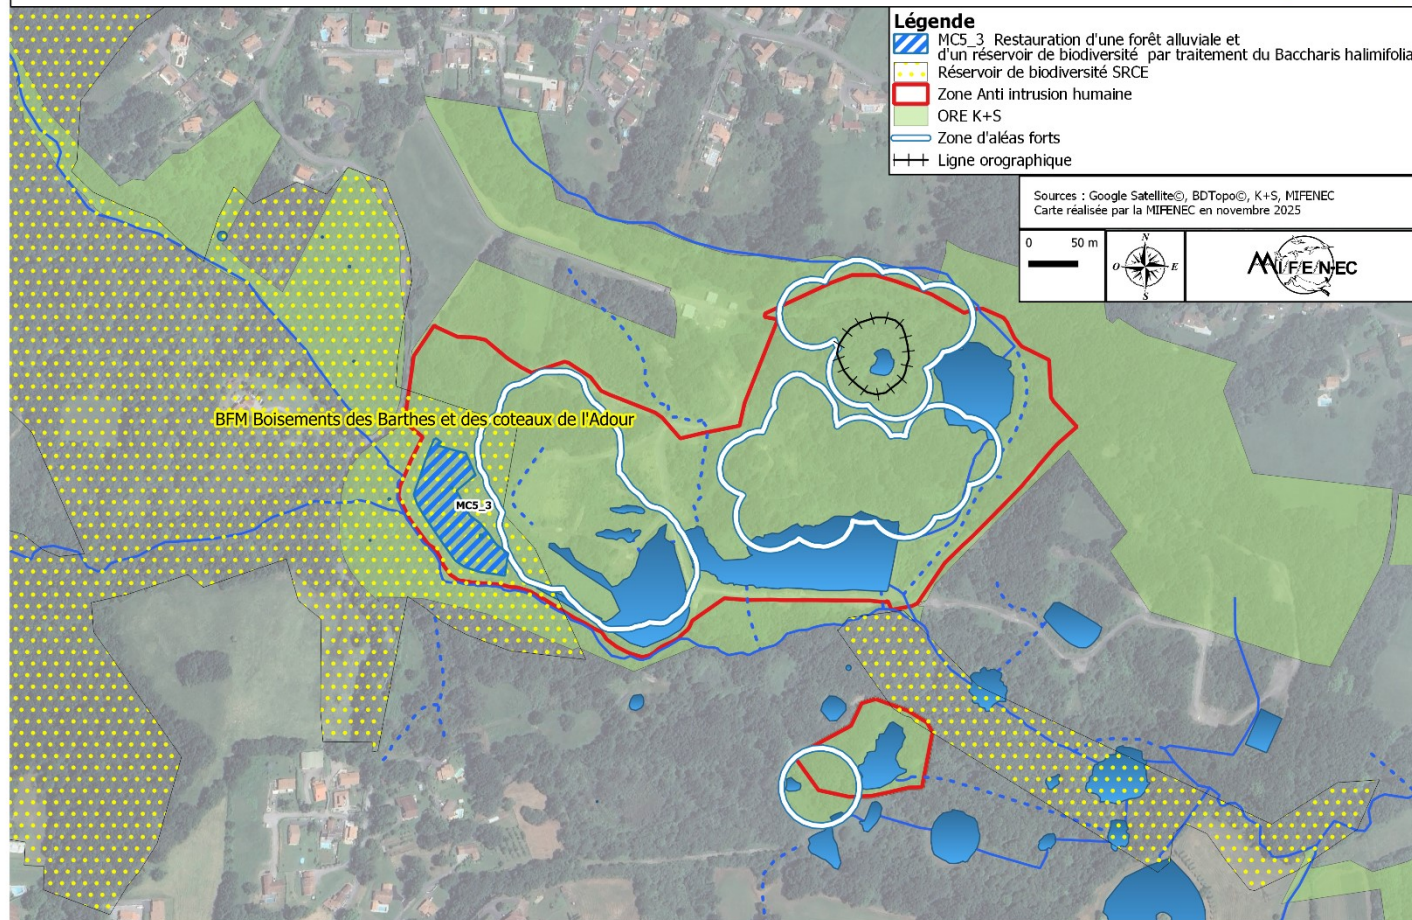 Légende
MC5_3 Restauration d'une forêt alluviale et
d'un réservoir de biodiversité par traitement du Baccharis halimifolia
Réservoir de biodiversité SRCE
Zone Anti intrusion humaine
ORE K+S
Zone d'aléas forts
Ligne orographique
Sources : Google Satellite©, BDTopo©, K+S, MIFENEC
Carte réalisée par la MIFENEC en novembre 2025
0 50 m
N
O E
S
MI/F/E/N-EC
BFM Boisements des Barthes et des coteaux de l'Adour
MC5_3